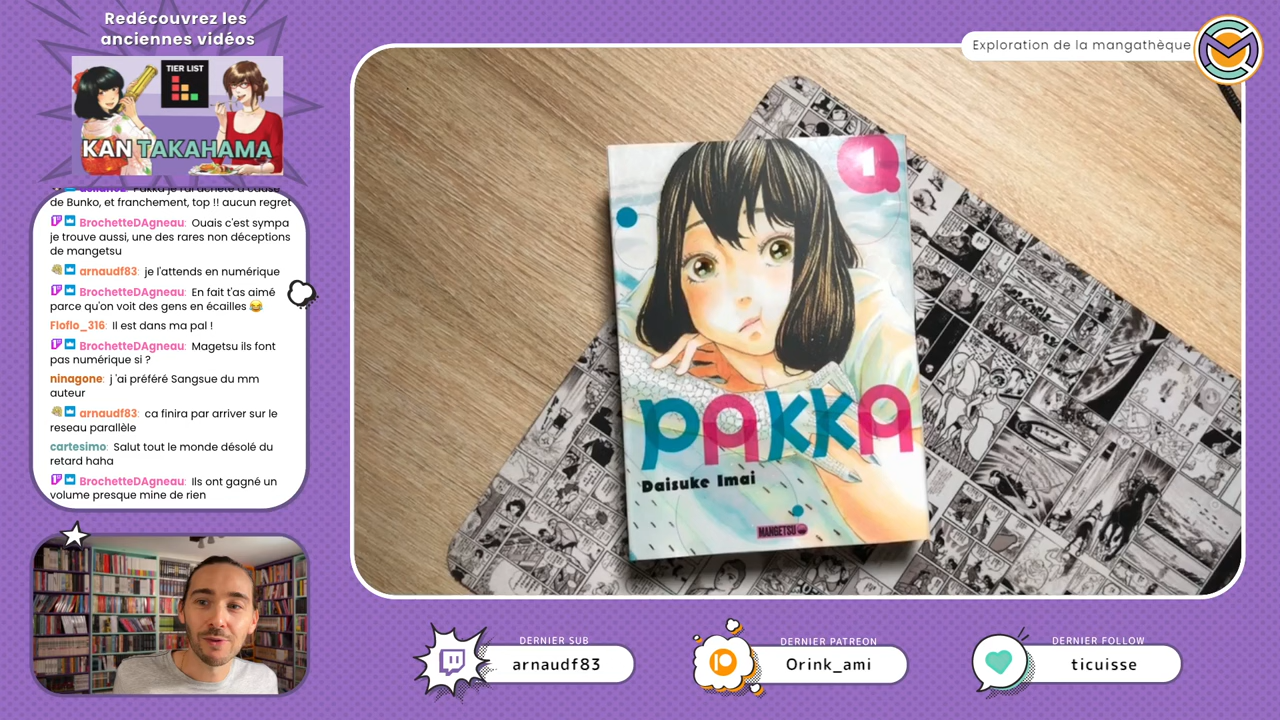 Redécouvrez les
anciennes vidéos
TIER LIST
KAN TAKAHAMA
Pakka je l'ai acheté à cause
de Bunko, et franchement, top !! aucun regret
BrochetteDAgneau: Ouais c'est sympa
je trouve aussi, une des rares non déceptions
de mangetsu
arnaudf83: je l'attends en numérique
BrochetteDAgneau: En fait t'as aimé
parce qu'on voit des gens en écailles 😂
Floflo_316: Il est dans ma pal !
BrochetteDAgneau: Magetsu ils font
pas numérique si ?
ninagone: j 'ai préféré Sangsue du mm
auteur
arnaudf83: ca finira par arriver sur le
reseau parallèle
cartesimo: Salut tout le monde désolé du
retard haha
BrochetteDAgneau: Ils ont gagné un
volume presque mine de rien
Exploration de la mangathèque
1
PAKKA
Daisuke Imai
MANGETSU
DERNIER SUB
arnaudf83
DERNIER PATREON
Orink_ami
DERNIER FOLLOW
ticuisse